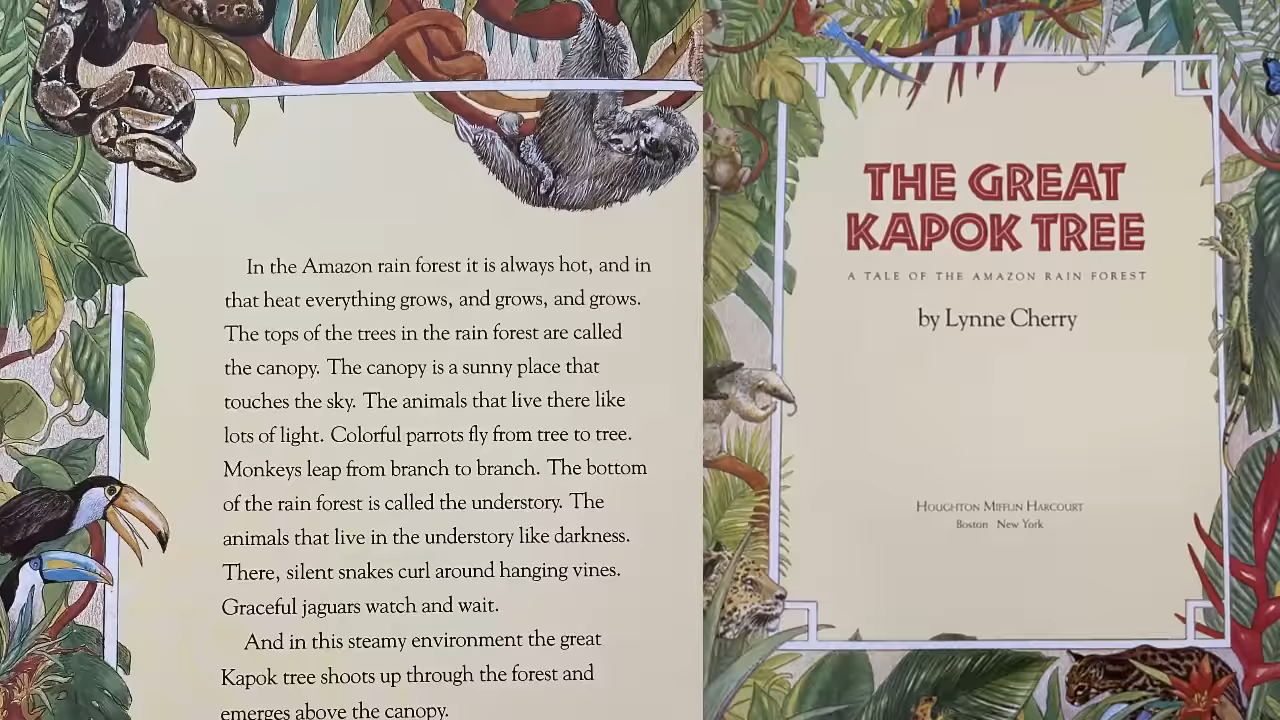 In the Amazon rain forest it is always hot, and in
that heat everything grows, and grows, and grows.
The tops of the trees in the rain forest are called
the canopy. The canopy is a sunny place that
touches the sky. The animals that live there like
lots of light. Colorful parrots fly from tree to tree.
Monkeys leap from branch to branch. The bottom
of the rain forest is called the understory. The
animals that live in the understory like darkness.
There, silent snakes curl around hanging vines.
Graceful jaguars watch and wait.
And in this steamy environment the great
Kapok tree shoots up through the forest and
emerges above the canopy.
THE GREAT
KAPOK TREE
A TALE OF THE AMAZON RAIN FOREST
by Lynne Cherry
HOUGHTON MIFFLIN HARCOURT
Boston New York